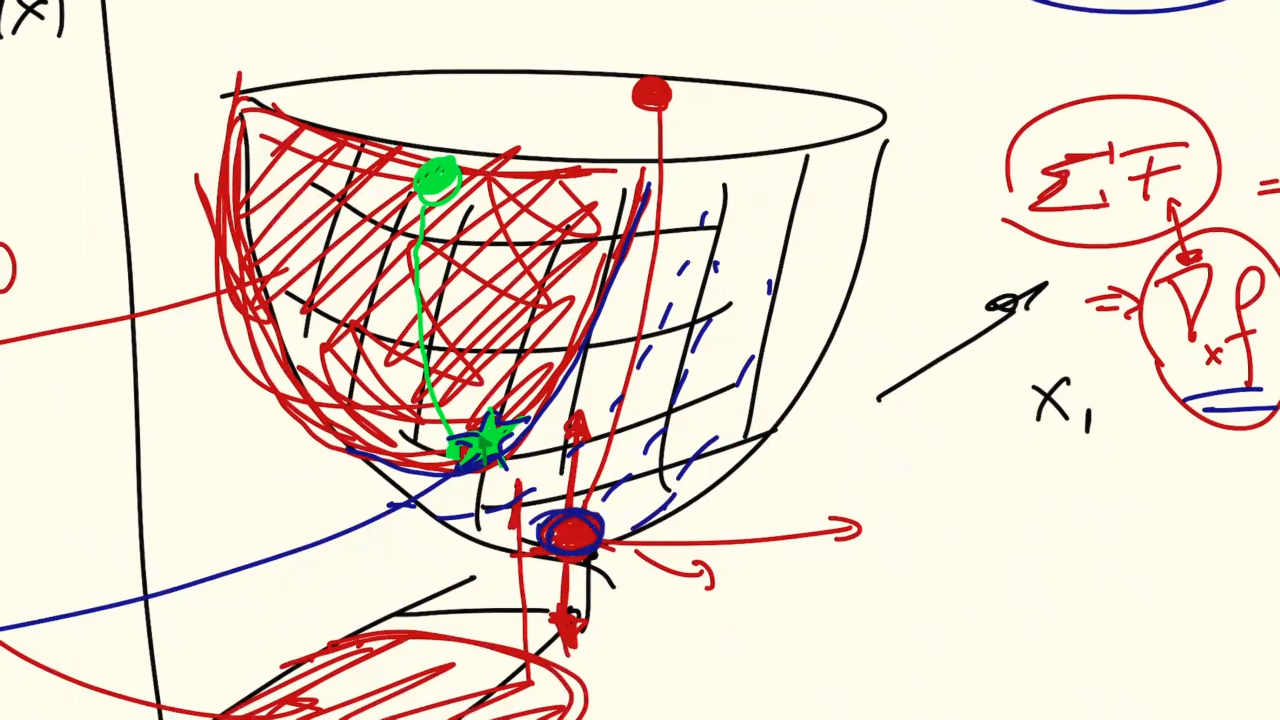 (x)
ΣF =
⇒ ∇ₓf
x₁